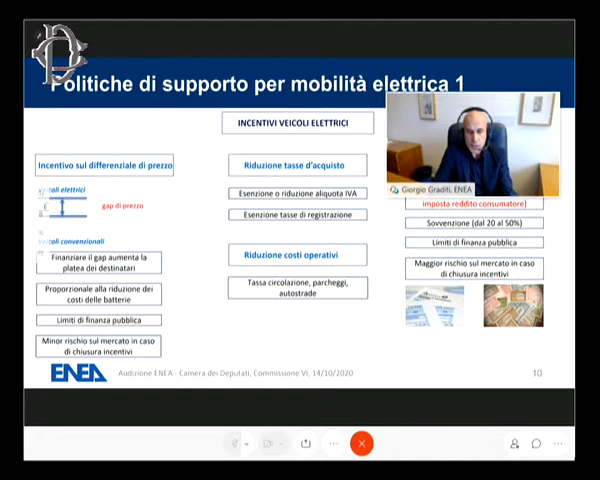 Politiche di supporto per mobilità elettrica 1
INCENTIVI VEICOLI ELETTRICI
Giorgio Graditi, ENEA
Incentivo sul differenziale di prezzo
elettrici
€
gap di prezzo
convenzionali
Finanziare il gap aumenta la
platea dei destinatari
Proporzionale alla riduzione dei
costi delle batterie
Limiti di finanza pubblica
Minor rischio sul mercato in caso
di chiusura incentivi
Riduzione tasse d'acquisto
Esenzione o riduzione aliquota IVA
Esenzione tasse di registrazione
Riduzione costi operativi
Tassa circolazione, parcheggi,
autostrade
imposta reddito consumatore)
Sovvenzione (dal 20 al 50%)
Limiti di finanza pubblica
Maggior rischio sul mercato in caso
di chiusura incentivi
ENEA
Audizione ENEA - Camera dei Deputati, Commissione VI, 14/10/2020
10